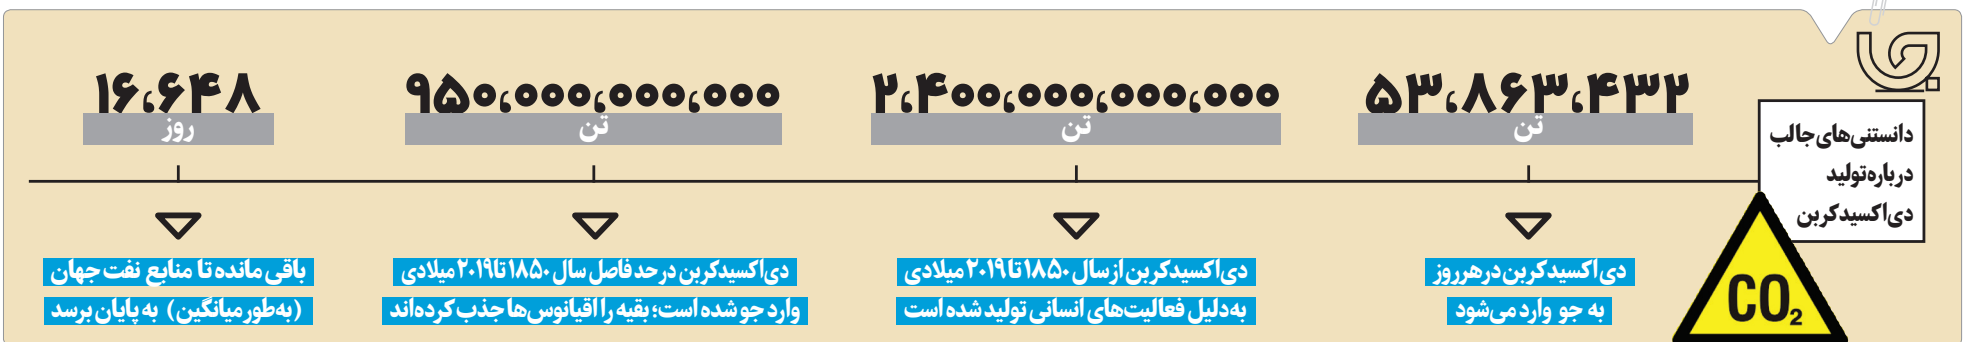 دانستنی‌های جالب
درباره تولید
دی‌اکسیدکربن
CO₂
۵۳،۸۶۳،۴۳۲
تن
دی‌اکسیدکربن در هر روز
به جو وارد می‌شود
۲،۴۰۰،۰۰۰،۰۰۰،۰۰۰
تن
دی‌اکسیدکربن از سال ۱۸۵۰ تا ۲۰۱۹ میلادی
به‌دلیل فعالیت‌های انسانی تولید شده است
۹۵۰،۰۰۰،۰۰۰،۰۰۰
تن
دی‌اکسیدکربن در حد فاصل سال ۱۸۵۰ تا ۲۰۱۹ میلادی
وارد جو شده است؛ بقیه را اقیانوس‌ها جذب کرده‌اند
۱۶،۶۴۸
روز
باقی مانده تا منابع نفت جهان
(به‌طور میانگین) به پایان برسد